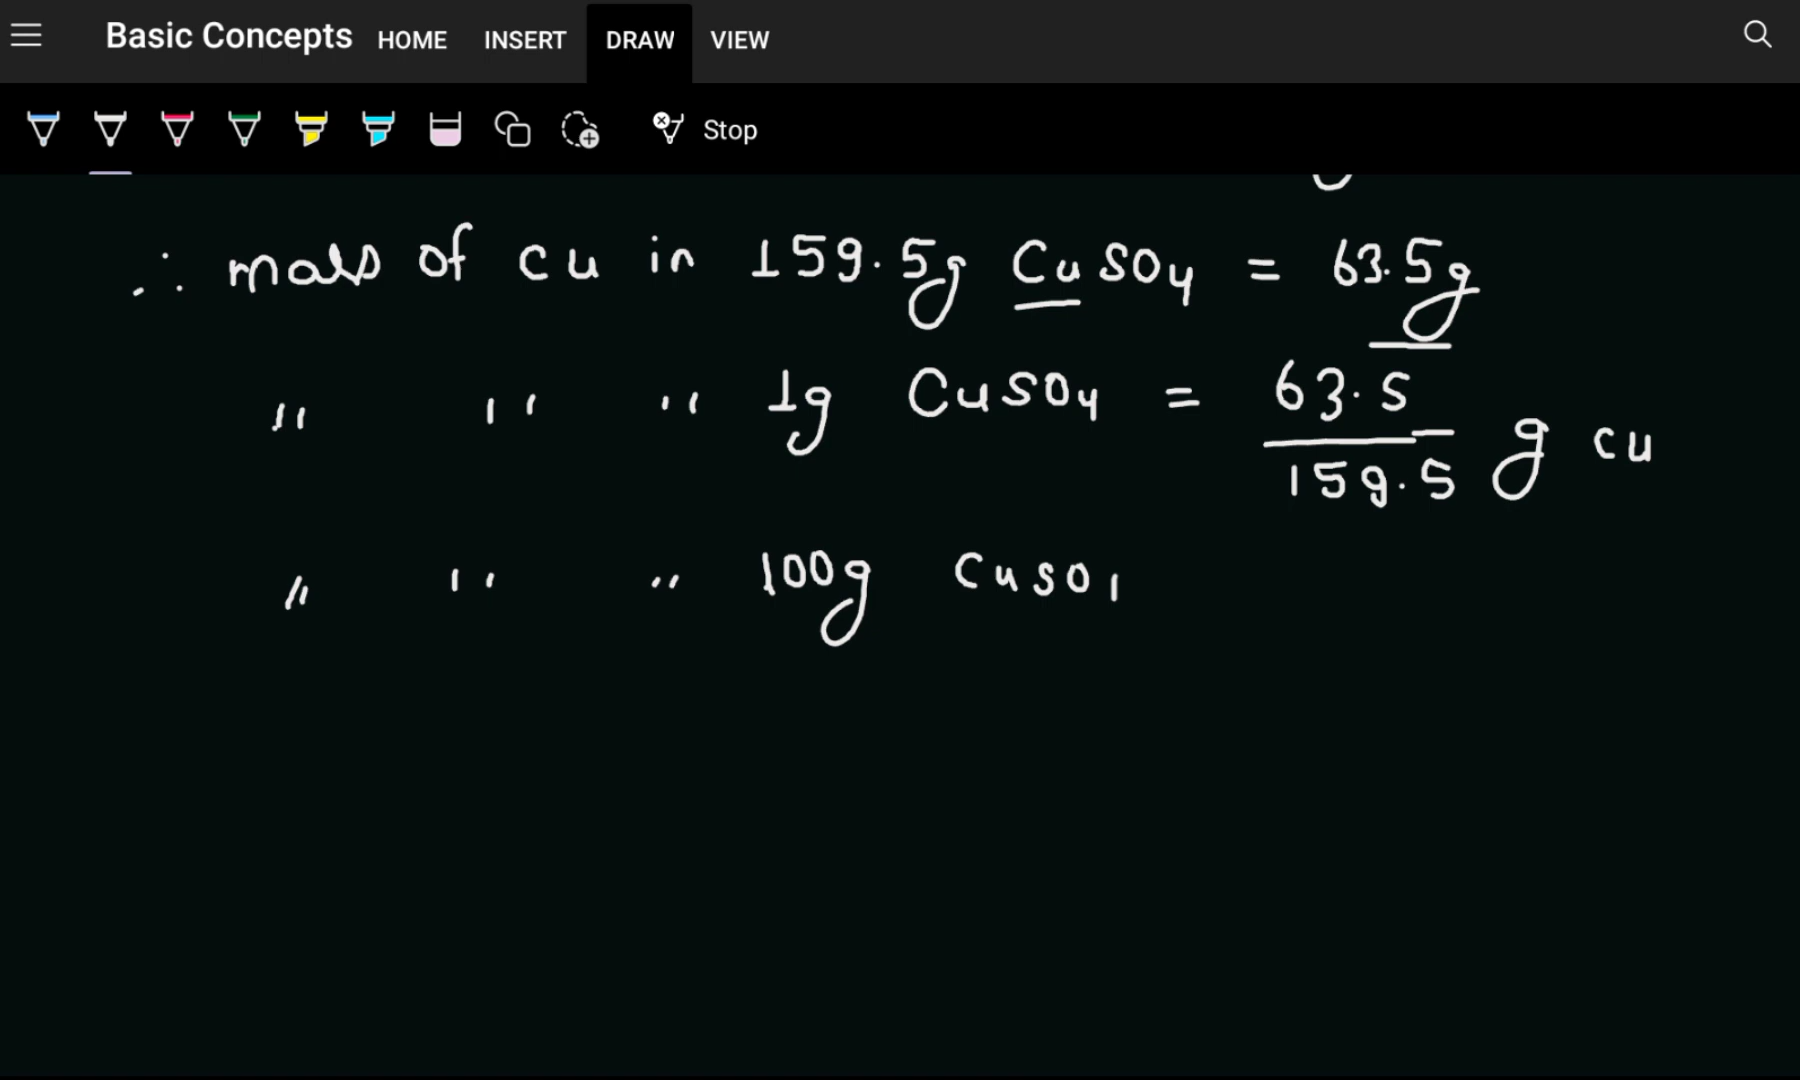 Basic Concepts HOME INSERT DRAW VIEW
Stop
∴ mass of cu in 159.5g CuSO4 = 63.5g
" " " 1g CuSO4 = 63.5/159.5 g cu
" " " 100g CuSO